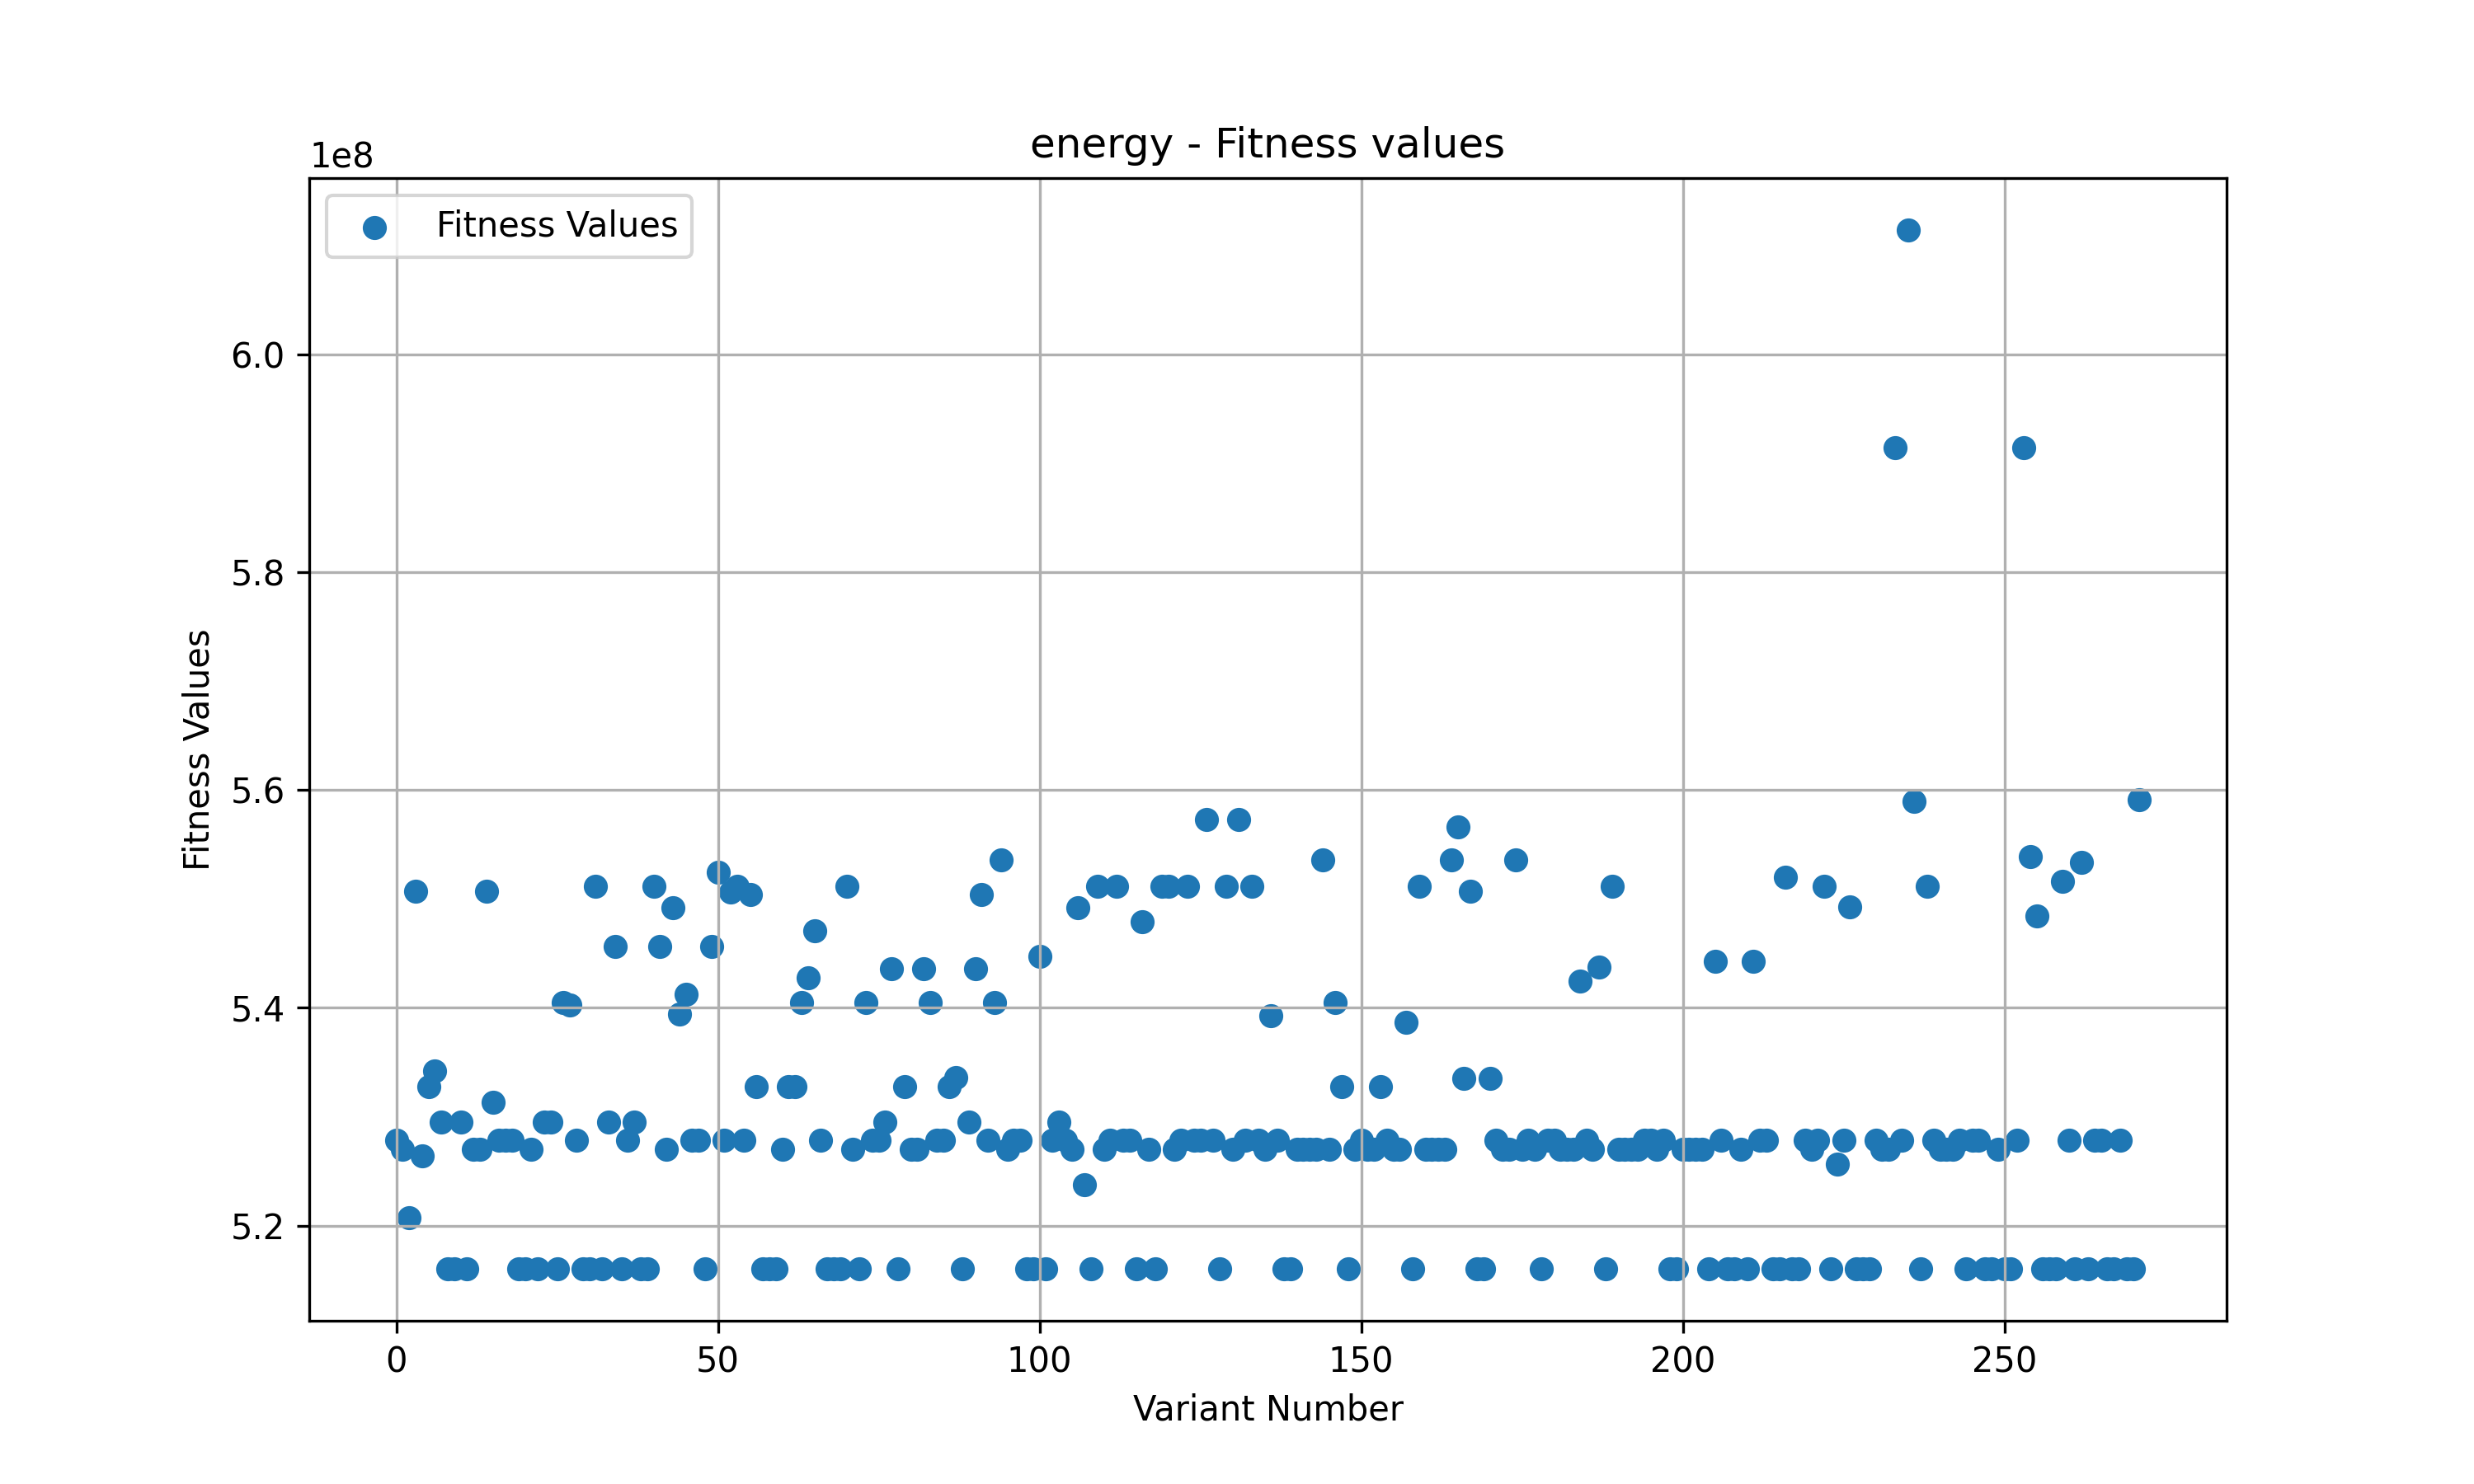 energy - Fitness values
1e8
Fitness Values
6.0
5.8
5.6
5.4
5.2
Fitness Values
0 50 100 150 200 250
Variant Number